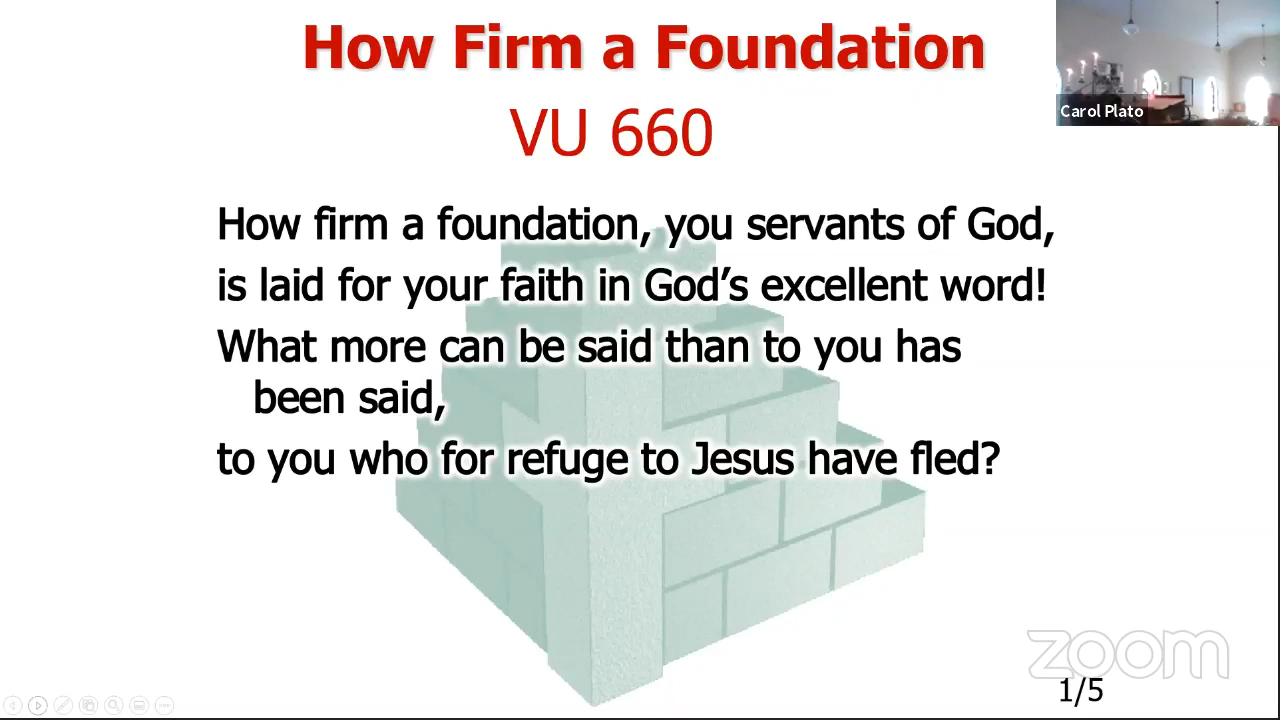 How Firm a Foundation
VU 660
Carol Plato
How firm a foundation, you servants of God,
is laid for your faith in God’s excellent word!
What more can be said than to you has
been said,
to you who for refuge to Jesus have fled?
zoom
1/5